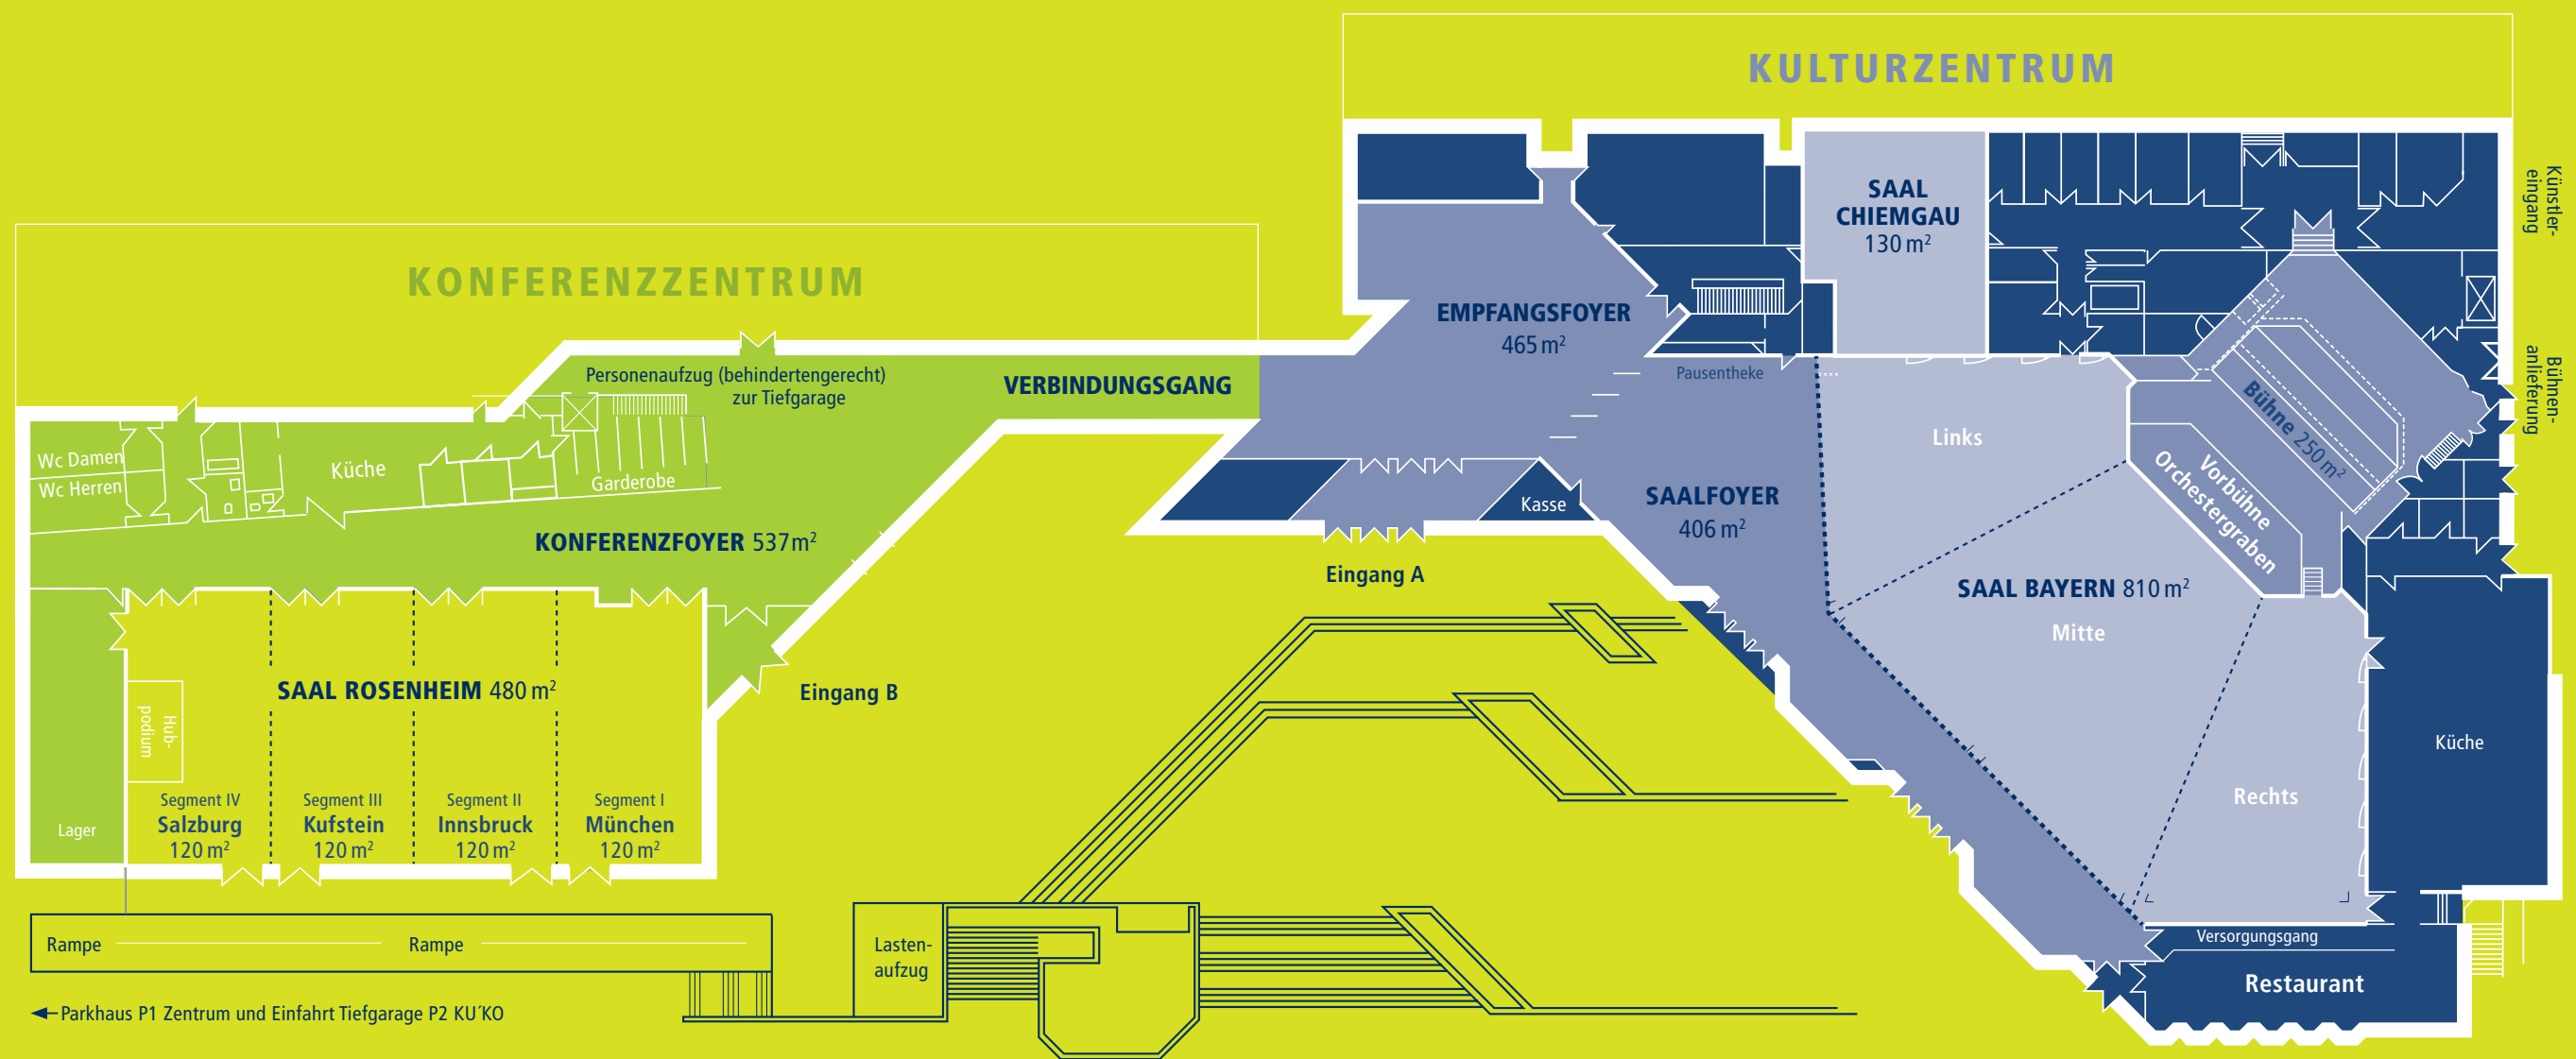 KULTURZENTRUM
KONFERENZZENTRUM
SAAL
CHIEMGAU
130 m²
Künstler-
eingang
Bühnen-
anlieferung
EMPFANGSFOYER
465 m²
Personenaufzug (behindertengerecht)
zur Tiefgarage
VERBINDUNGSGANG
Pausentheke
Wc Damen
Wc Herren
Küche
Garderobe
KONFERENZFOYER 537 m²
Kasse
Eingang A
SAALFOYER
406 m²
Links
Bühne 250 m²
Vorbühne
Orchestergraben
SAAL BAYERN 810 m²
Mitte
Rechts
Küche
SAAL ROSENHEIM 480 m²
Hub-
podium
Eingang B
Lager
Segment IV
Salzburg
120 m²
Segment III
Kufstein
120 m²
Segment II
Innsbruck
120 m²
Segment I
München
120 m²
Rampe
Rampe
Lasten-
aufzug
Versorgungsgang
Restaurant
Parkhaus P1 Zentrum und Einfahrt Tiefgarage P2 KU´KO